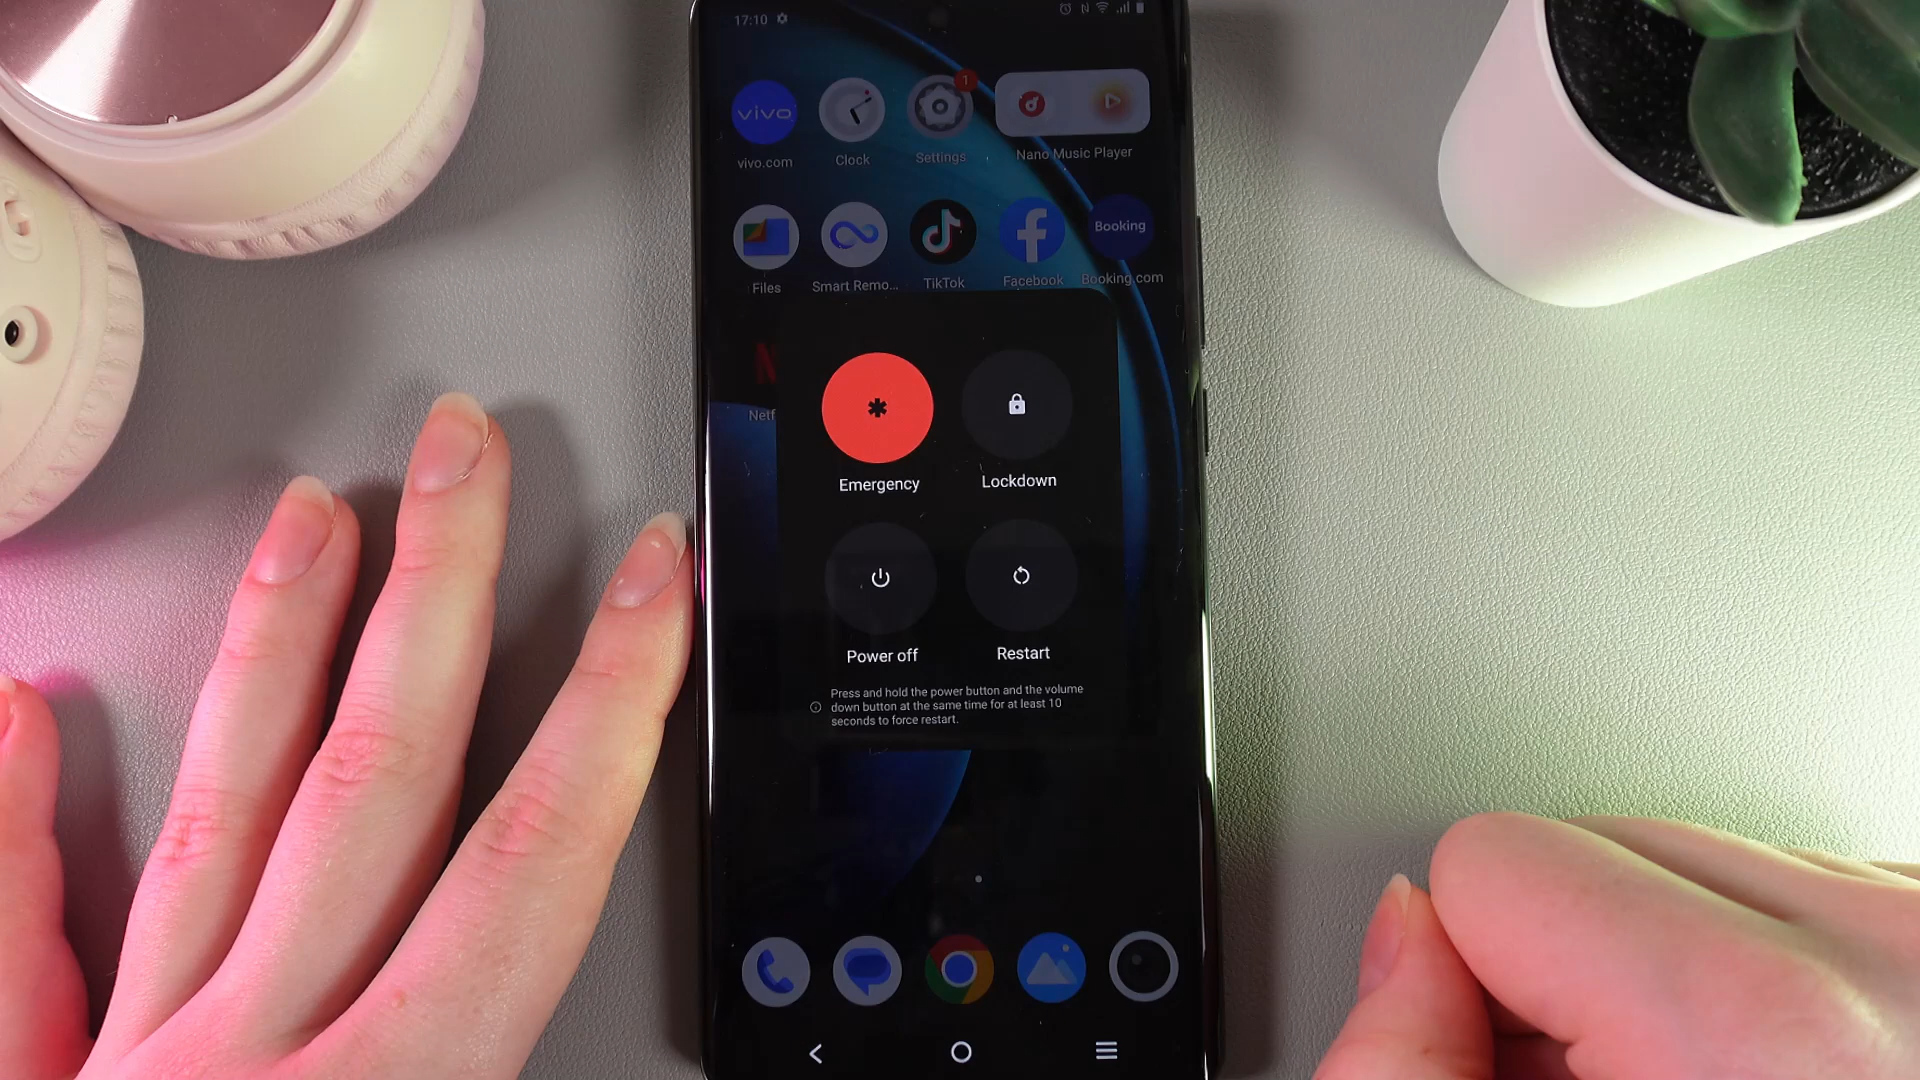 17:10
vivo
1
vivo.com Clock Settings Nano Music Player
Booking
Files Smart Remo... TikTok Facebook Booking.com
Netf
Emergency Lockdown
Power off Restart
Press and hold the power button and the volume
down button at the same time for at least 10
seconds to force restart.